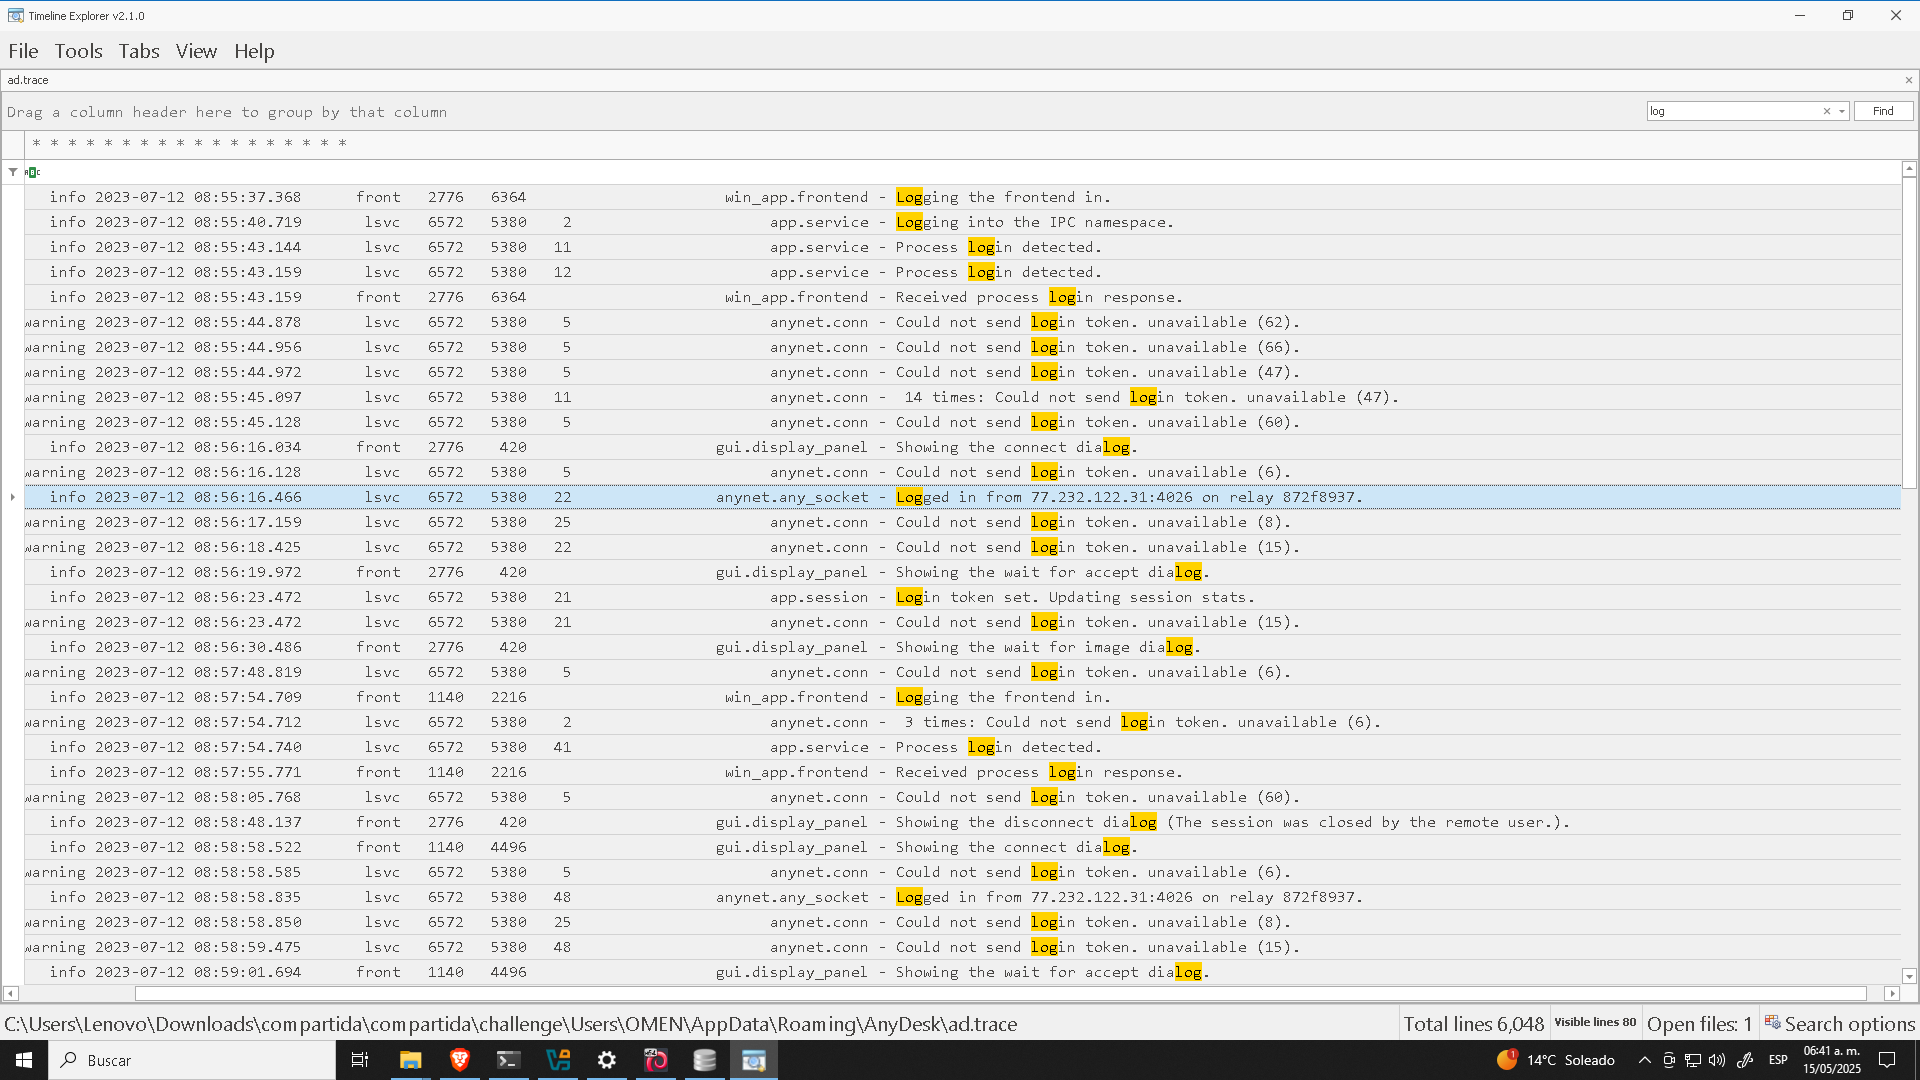 Timeline Explorer v2.1.0
File Tools Tabs View Help
ad.trace
Drag a column header here to group by that column
log
Find
* * * * * * * * * * * * * * * * * *
info 2023-07-12 08:55:37.368 front 2776 6364 win_app.frontend - Logging the frontend in.
info 2023-07-12 08:55:40.719 lsvc 6572 5380 2 app.service - Logging into the IPC namespace.
info 2023-07-12 08:55:43.144 lsvc 6572 5380 11 app.service - Process login detected.
info 2023-07-12 08:55:43.159 lsvc 6572 5380 12 app.service - Process login detected.
info 2023-07-12 08:55:43.159 front 2776 6364 win_app.frontend - Received process login response.
warning 2023-07-12 08:55:44.878 lsvc 6572 5380 5 anynet.conn - Could not send login token. unavailable (62).
warning 2023-07-12 08:55:44.956 lsvc 6572 5380 5 anynet.conn - Could not send login token. unavailable (66).
warning 2023-07-12 08:55:44.972 lsvc 6572 5380 5 anynet.conn - Could not send login token. unavailable (47).
warning 2023-07-12 08:55:45.097 lsvc 6572 5380 11 anynet.conn - 14 times: Could not send login token. unavailable (47).
warning 2023-07-12 08:55:45.128 lsvc 6572 5380 5 anynet.conn - Could not send login token. unavailable (60).
info 2023-07-12 08:56:16.034 front 2776 420 gui.display_panel - Showing the connect dialog.
warning 2023-07-12 08:56:16.128 lsvc 6572 5380 5 anynet.conn - Could not send login token. unavailable (6).
info 2023-07-12 08:56:16.466 lsvc 6572 5380 22 anynet.any_socket - Logged in from 77.232.122.31:4026 on relay 872f8937.
warning 2023-07-12 08:56:17.159 lsvc 6572 5380 25 anynet.conn - Could not send login token. unavailable (8).
warning 2023-07-12 08:56:18.425 lsvc 6572 5380 22 anynet.conn - Could not send login token. unavailable (15).
info 2023-07-12 08:56:19.972 front 2776 420 gui.display_panel - Showing the wait for accept dialog.
info 2023-07-12 08:56:23.472 lsvc 6572 5380 21 app.session - Login token set. Updating session stats.
warning 2023-07-12 08:56:23.472 lsvc 6572 5380 21 anynet.conn - Could not send login token. unavailable (15).
info 2023-07-12 08:56:30.486 front 2776 420 gui.display_panel - Showing the wait for image dialog.
warning 2023-07-12 08:57:48.819 lsvc 6572 5380 5 anynet.conn - Could not send login token. unavailable (6).
info 2023-07-12 08:57:54.709 front 1140 2216 win_app.frontend - Logging the frontend in.
warning 2023-07-12 08:57:54.712 lsvc 6572 5380 2 anynet.conn - 3 times: Could not send login token. unavailable (6).
info 2023-07-12 08:57:54.740 lsvc 6572 5380 41 app.service - Process login detected.
info 2023-07-12 08:57:55.771 front 1140 2216 win_app.frontend - Received process login response.
warning 2023-07-12 08:58:05.768 lsvc 6572 5380 5 anynet.conn - Could not send login token. unavailable (60).
info 2023-07-12 08:58:48.137 front 2776 420 gui.display_panel - Showing the disconnect dialog (The session was closed by the remote user.).
info 2023-07-12 08:58:58.522 front 1140 4496 gui.display_panel - Showing the connect dialog.
warning 2023-07-12 08:58:58.585 lsvc 6572 5380 5 anynet.conn - Could not send login token. unavailable (6).
info 2023-07-12 08:58:58.835 lsvc 6572 5380 48 anynet.any_socket - Logged in from 77.232.122.31:4026 on relay 872f8937.
warning 2023-07-12 08:58:58.850 lsvc 6572 5380 25 anynet.conn - Could not send login token. unavailable (8).
warning 2023-07-12 08:58:59.475 lsvc 6572 5380 48 anynet.conn - Could not send login token. unavailable (15).
info 2023-07-12 08:59:01.694 front 1140 4496 gui.display_panel - Showing the wait for accept dialog.
C:\Users\Lenovo\Downloads\compartida\compartida\challenge\Users\OMEN\AppData\Roaming\AnyDesk\ad.trace
Total lines 6,048 Visible lines 80 Open files: 1 Search options
Buscar
14°C Soleado
ESP
06:41 a. m.
15/05/2025